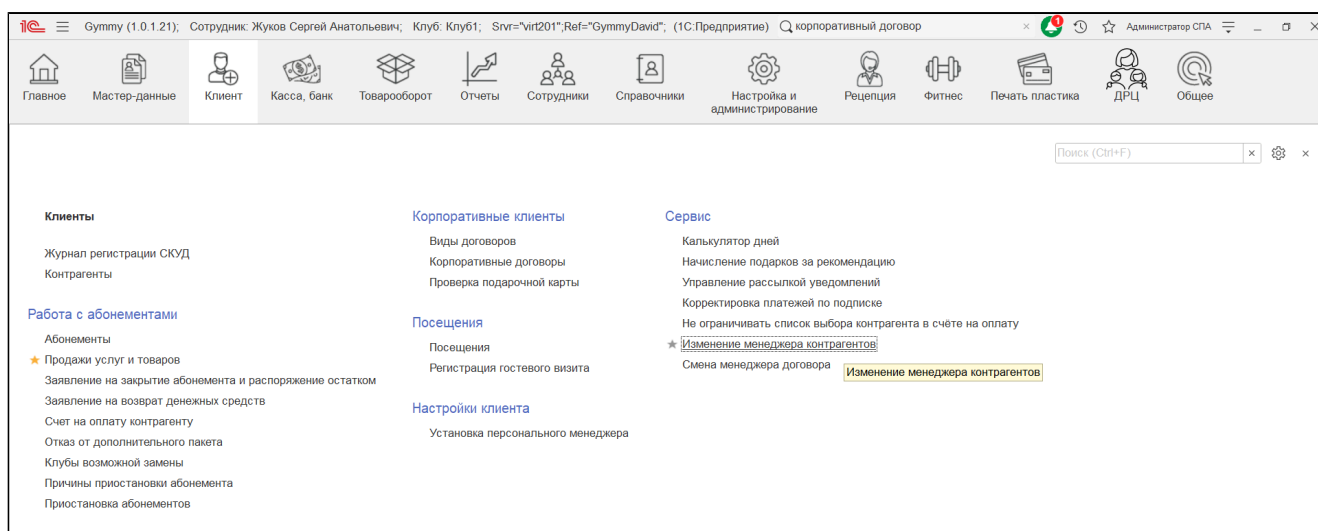 1С Gymmy (1.0.1.21); Сотрудник: Жуков Сергей Анатольевич; Клуб: Клуб1; Srvr="virt201";Ref="GymmyDavid"; (1С:Предприятие) корпоративный договор 1 Администратор СПА
Главное Мастер-данные Клиент Касса, банк Товарооборот Отчеты Сотрудники Справочники Настройка и администрирование Рецепция Фитнес Печать пластика ДРЦ Общее
Поиск (Ctrl+F)
Клиенты
Журнал регистрации СКУД
Контрагенты
Работа с абонементами
Абонементы
Продажи услуг и товаров
Заявление на закрытие абонемента и распоряжение остатком
Заявление на возврат денежных средств
Счет на оплату контрагенту
Отказ от дополнительного пакета
Клубы возможной замены
Причины приостановки абонемента
Приостановка абонементов
Корпоративные клиенты
Виды договоров
Корпоративные договоры
Проверка подарочной карты
Посещения
Посещения
Регистрация гостевого визита
Настройки клиента
Установка персонального менеджера
Сервис
Калькулятор дней
Начисление подарков за рекомендацию
Управление рассылкой уведомлений
Корректировка платежей по подписке
Не ограничивать список выбора контрагента в счёте на оплату
Изменение менеджера контрагентов
Смена менеджера договора
Изменение менеджера контрагентов